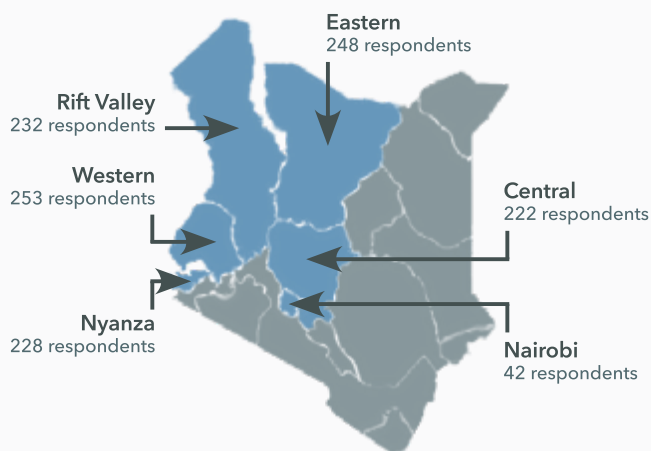 Eastern
248 respondents
Rift Valley
232 respondents
Western
253 respondents
Central
222 respondents
Nyanza
228 respondents
Nairobi
42 respondents